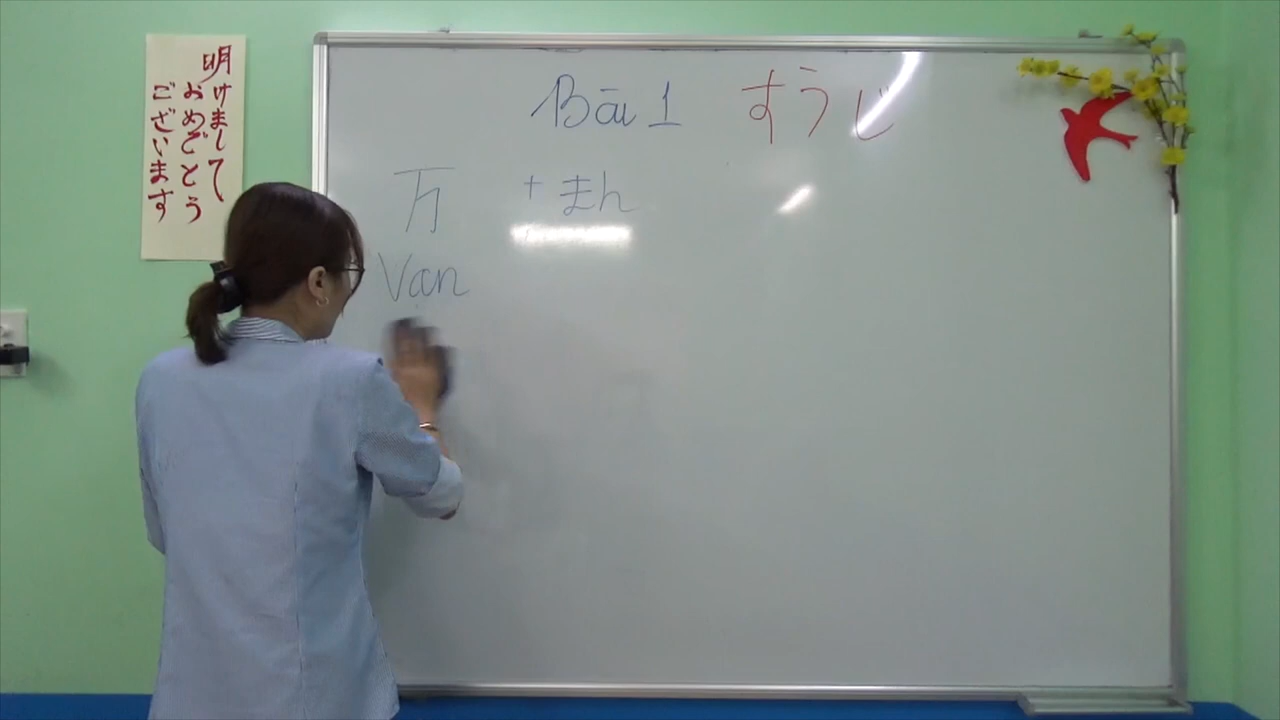 明けまして
おめでとう
ございます
Bài 1 すうじ
万 + まん
Van